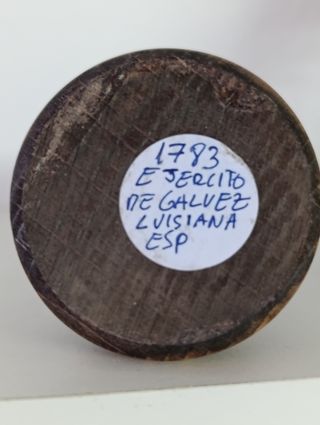 1783
EJERCITO
DE GALVEZ
LUISIANA
ESP